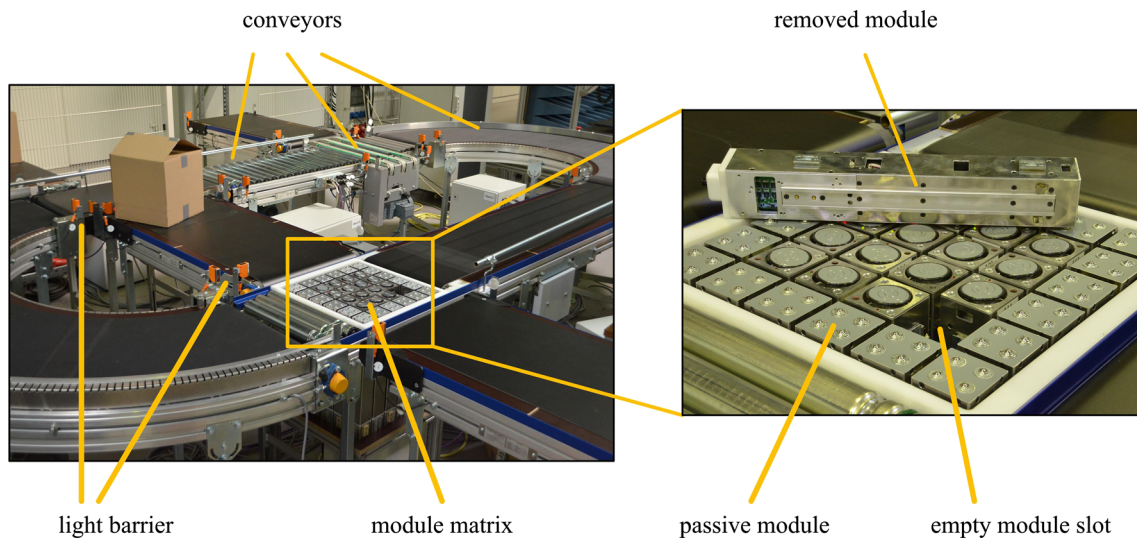 conveyors
removed module
light barrier
module matrix
passive module
empty module slot